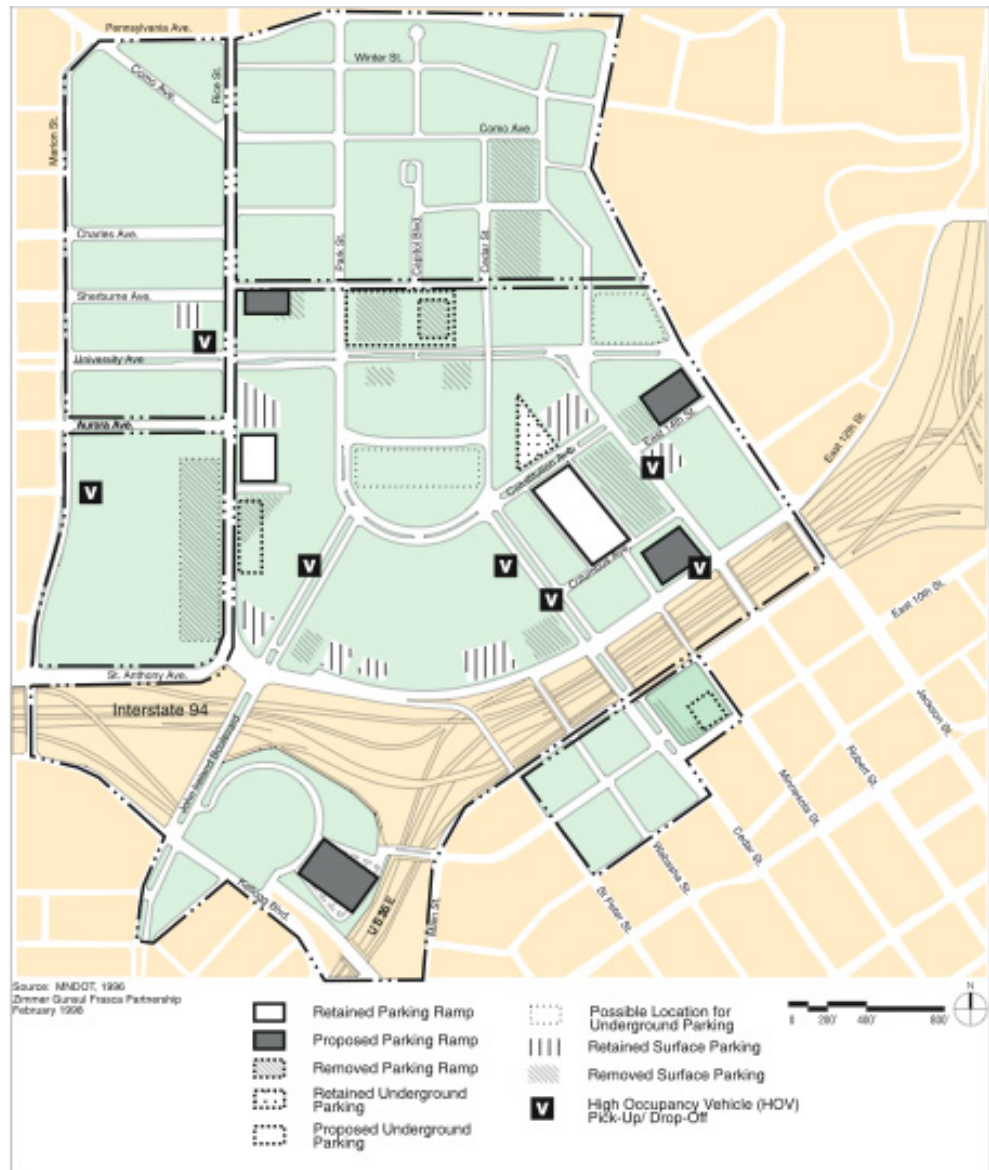 Pennsylvania Ave.
Como Ave.
Rice St.
Marion St.
Winter St.
Como Ave.
Charles Ave.
Park St.
Capitol Blvd.
Cedar St.
Sherburne Ave.
V
University Ave
Aurora Ave.
East 14th St.
East 12th St.
V
V
Constitution Ave.
V
V
V
Columbus Ave.
V
East 10th St.
St. Anthony Ave.
Interstate 94
John Ireland Boulevard
Jackson St.
Robert St.
Minnesota St.
Cedar St.
Wabasha St.
St. Peter St.
Kellogg Blvd.
U S 35 E
Main St.
Source: MNDOT, 1996
Zimmer Gunsul Frasca Partnership
February 1998
N
0 200' 400' 800'
Retained Parking Ramp
Proposed Parking Ramp
Removed Parking Ramp
Retained Underground
Parking
Proposed Underground
Parking
Possible Location for
Underground Parking
Retained Surface Parking
Removed Surface Parking
V
High Occupancy Vehicle (HOV)
Pick-Up/ Drop-Off